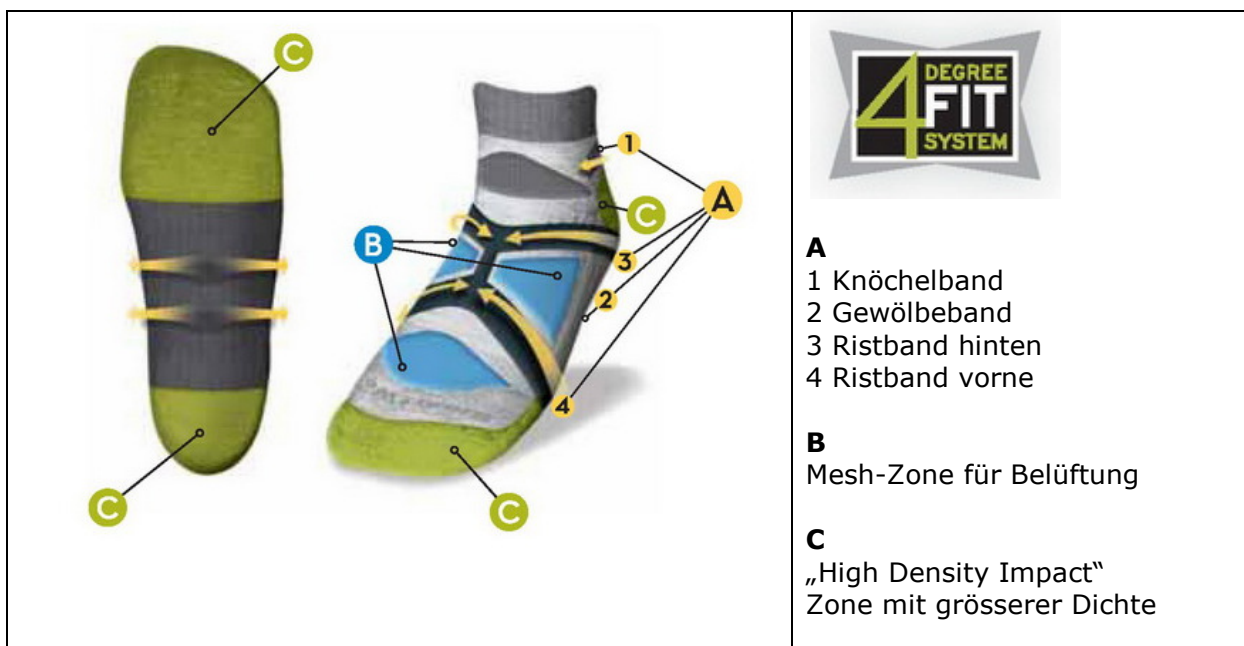 C
C
B
1
A
C
3
2
4
C
4
DEGREE
FIT
SYSTEM
A
1 Knöchelband
2 Gewölbeband
3 Ristband hinten
4 Ristband vorne
B
Mesh-Zone für Belüftung
C
„High Density Impact“
Zone mit grösserer Dichte